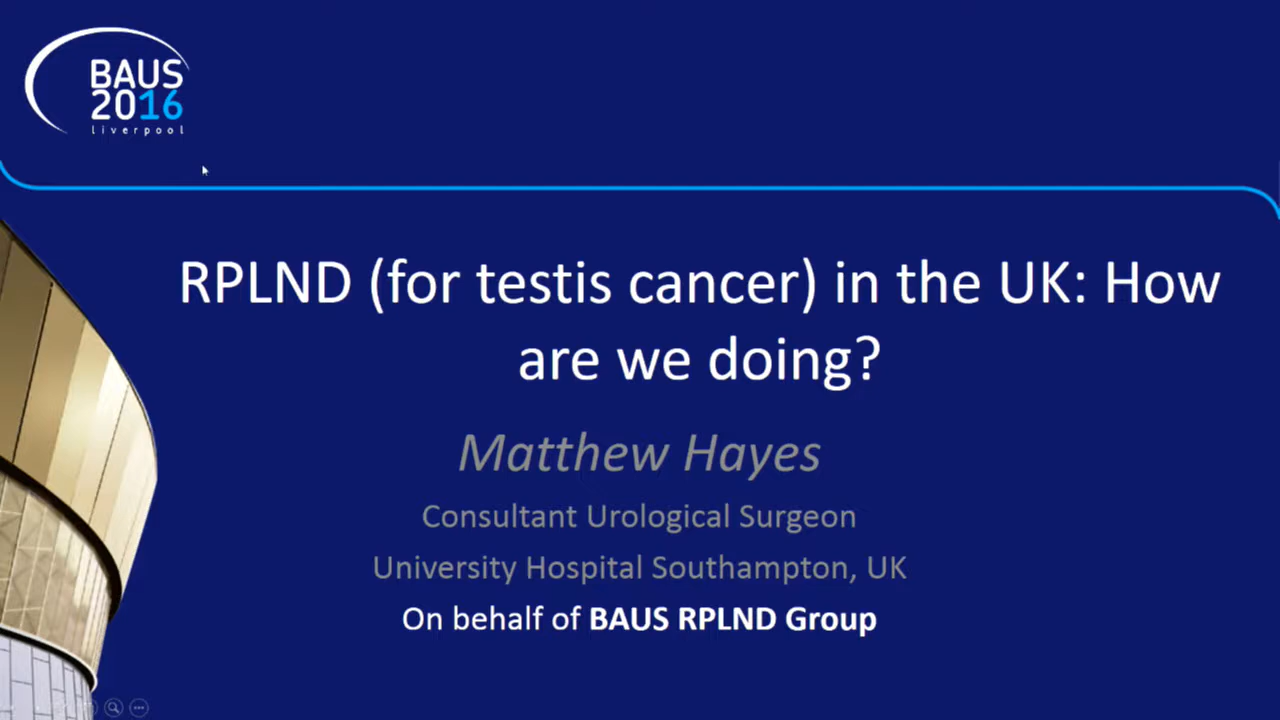 BAUS
2016
liverpool
RPLND (for testis cancer) in the UK: How
are we doing?
Matthew Hayes
Consultant Urological Surgeon
University Hospital Southampton, UK
On behalf of BAUS RPLND Group